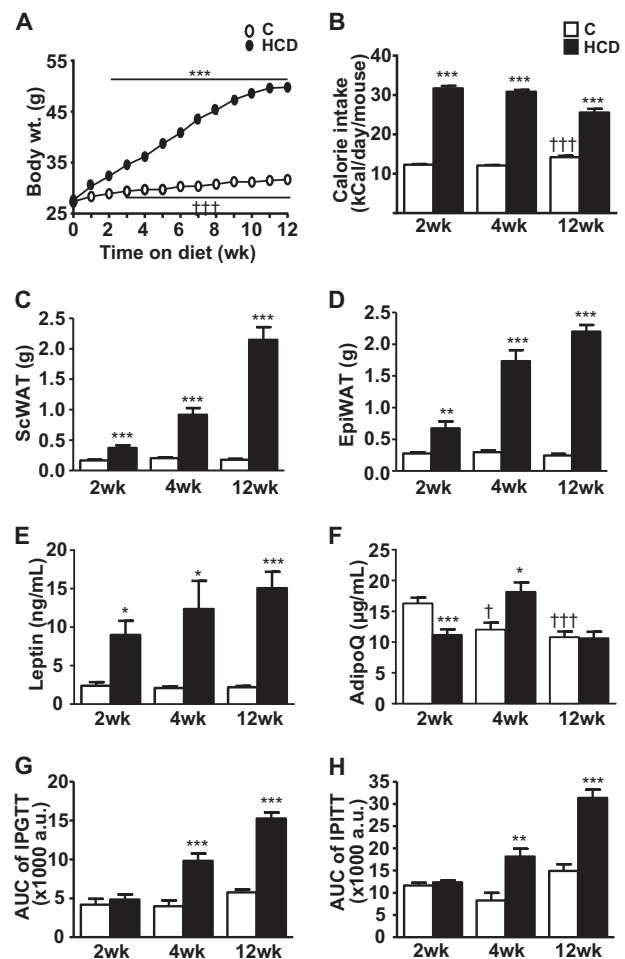 A
C
HCD
Body wt. (g)
55
45
35
25
***
†††
0 2 4 6 8 10 12
Time on diet (wk)
B
C
HCD
Calorie intake
(kCal/day/mouse)
40
30
20
10
0
***
***
†††
***
2wk 4wk 12wk
C
ScWAT (g)
2.5
2.0
1.5
1.0
0.5
0.0
***
***
***
2wk 4wk 12wk
D
EpiWAT (g)
2.5
2.0
1.5
1.0
0.5
0.0
**
***
***
2wk 4wk 12wk
E
Leptin (ng/mL)
20
15
10
5
0
*
*
***
2wk 4wk 12wk
F
AdipoQ (µg/mL)
25
20
15
10
5
0
***
†
*
†††
2wk 4wk 12wk
G
AUC of IPGTT
(x1000 a.u.)
20
15
10
5
0
***
***
2wk 4wk 12wk
H
AUC of IPITT
(x1000 a.u.)
35
30
25
20
15
10
5
0
**
***
2wk 4wk 12wk